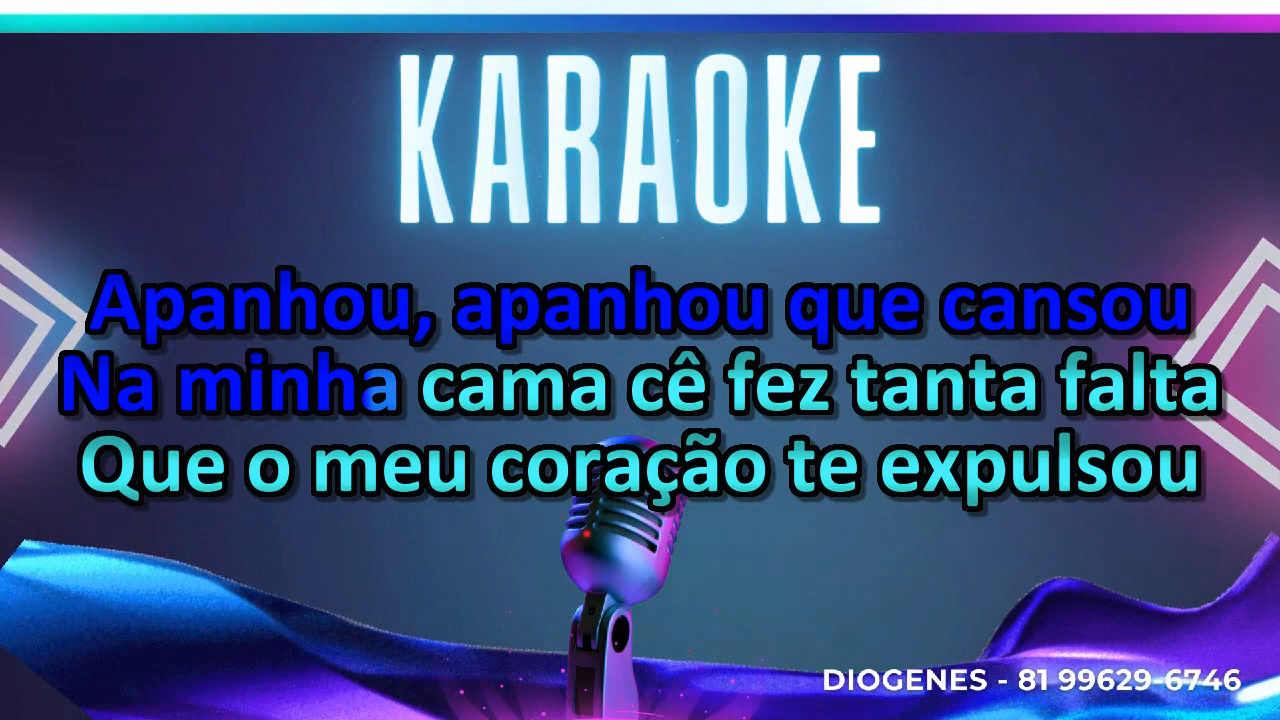 KARAOKE
Apanhou, apanhou que cansou
Na minha cama cê fez tanta falta
Que o meu coração te expulsou
DIOGENES - 81 99629-6746